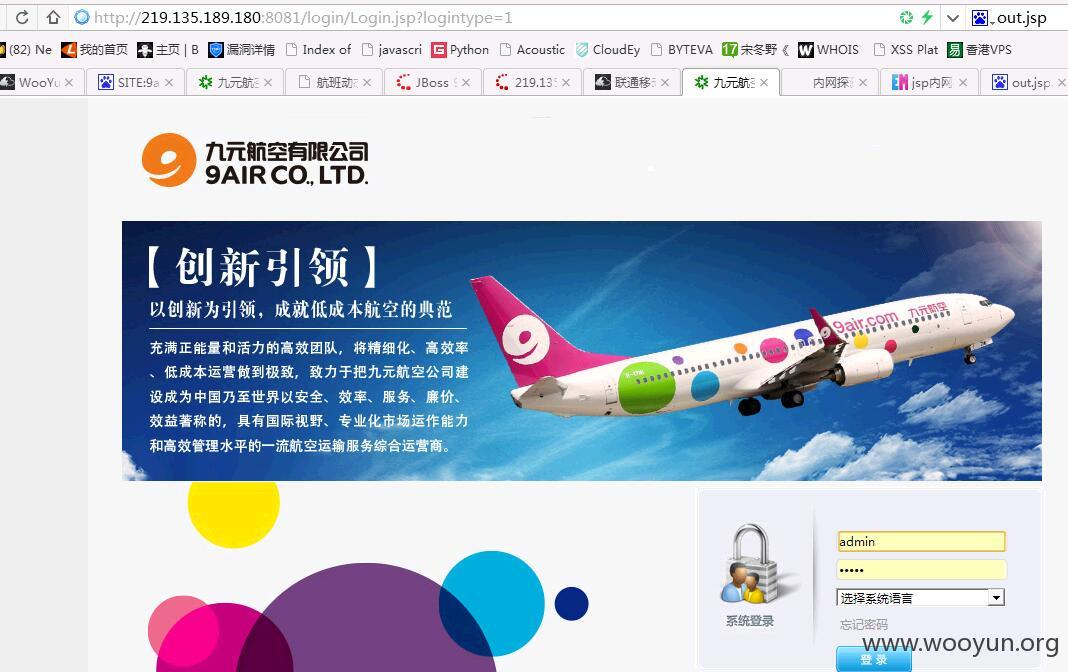 http://219.135.189.180:8081/login/Login.jsp?logintype=1
out.jsp
(82) Ne 我的首页 主页 | B 漏洞详情 Index of javascri Python Acoustic CloudEy BYTEVA 宋冬野《 WHOIS XSS Plat 香港VPS
WooYu SITE:9a 九元航 航班动 JBoss 219.13 联通移 九元航 内网探 jsp内网 out.jsp
九元航空有限公司
9AIR CO., LTD.
【创新引领】
以创新为引领，成就低成本航空的典范
充满正能量和活力的高效团队，将精细化、高效率
、低成本运营做到极致，致力于把九元航空公司建
设成为中国乃至世界以安全、效率、服务、廉价、
效益著称的，具有国际视野、专业化市场运作能力
和高效管理水平的一流航空运输服务综合运营商。
9air.com 九元航空
admin
•••••
选择系统语言
系统登录
忘记密码
登 录
www.wooyun.org